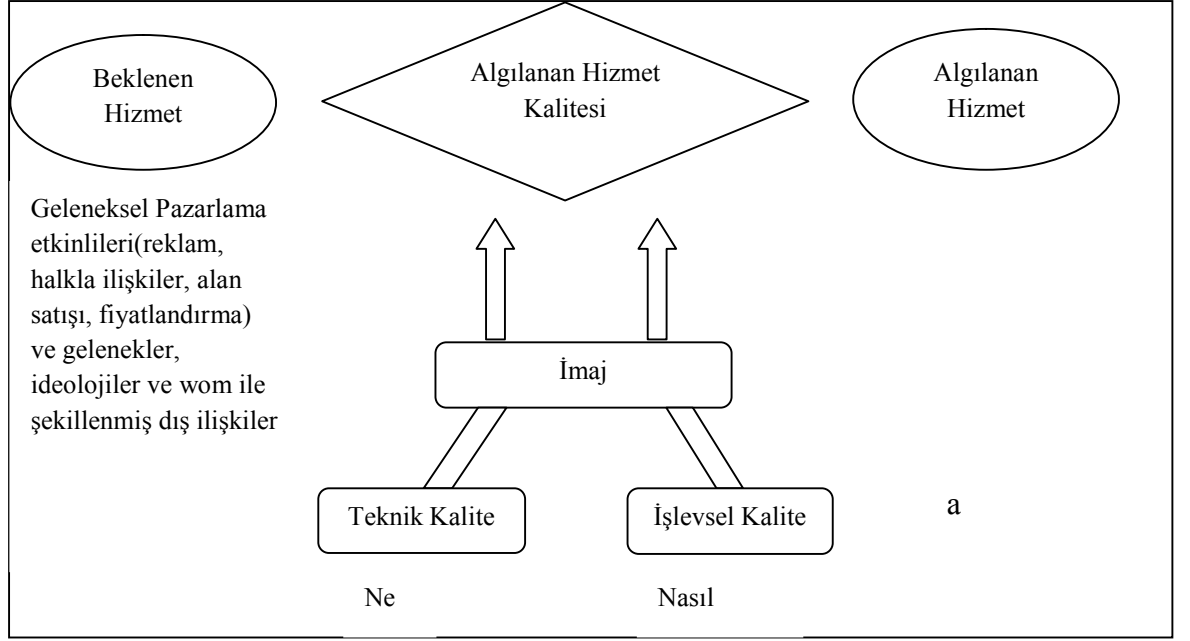 Beklenen
Hizmet
Algılanan Hizmet
Kalitesi
Algılanan
Hizmet
Geleneksel Pazarlama
etkinlileri(reklam,
halkla ilişkiler, alan
satışı, fiyatlandırma)
ve gelenekler,
ideolojiler ve wom ile
şekillenmiş dış ilişkiler
İmaj
Teknik Kalite
İşlevsel Kalite
a
Ne
Nasıl